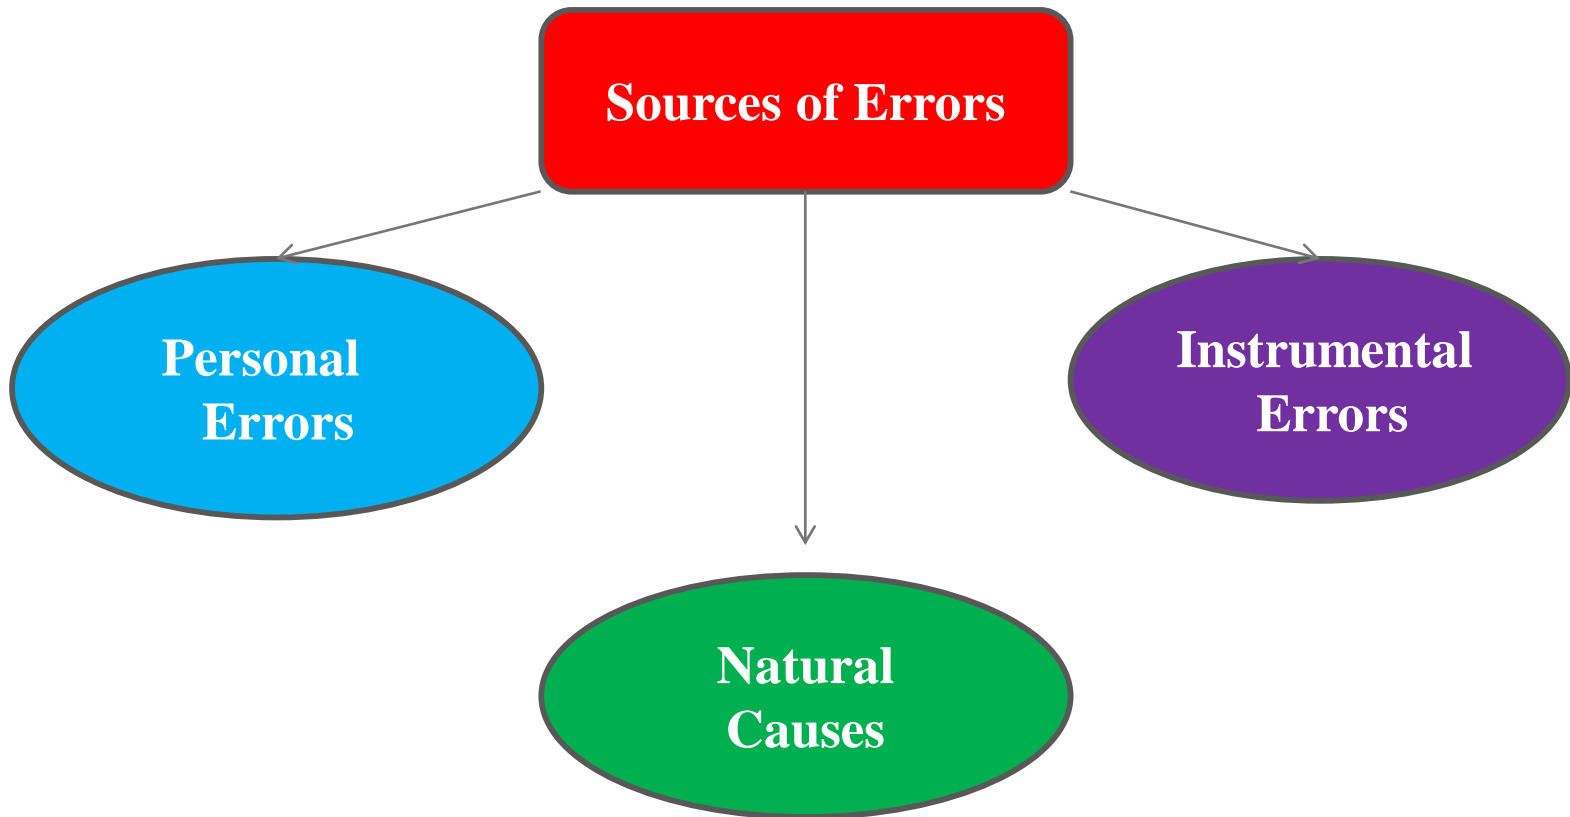 Sources of Errors
Personal
Errors
Instrumental
Errors
Natural
Causes